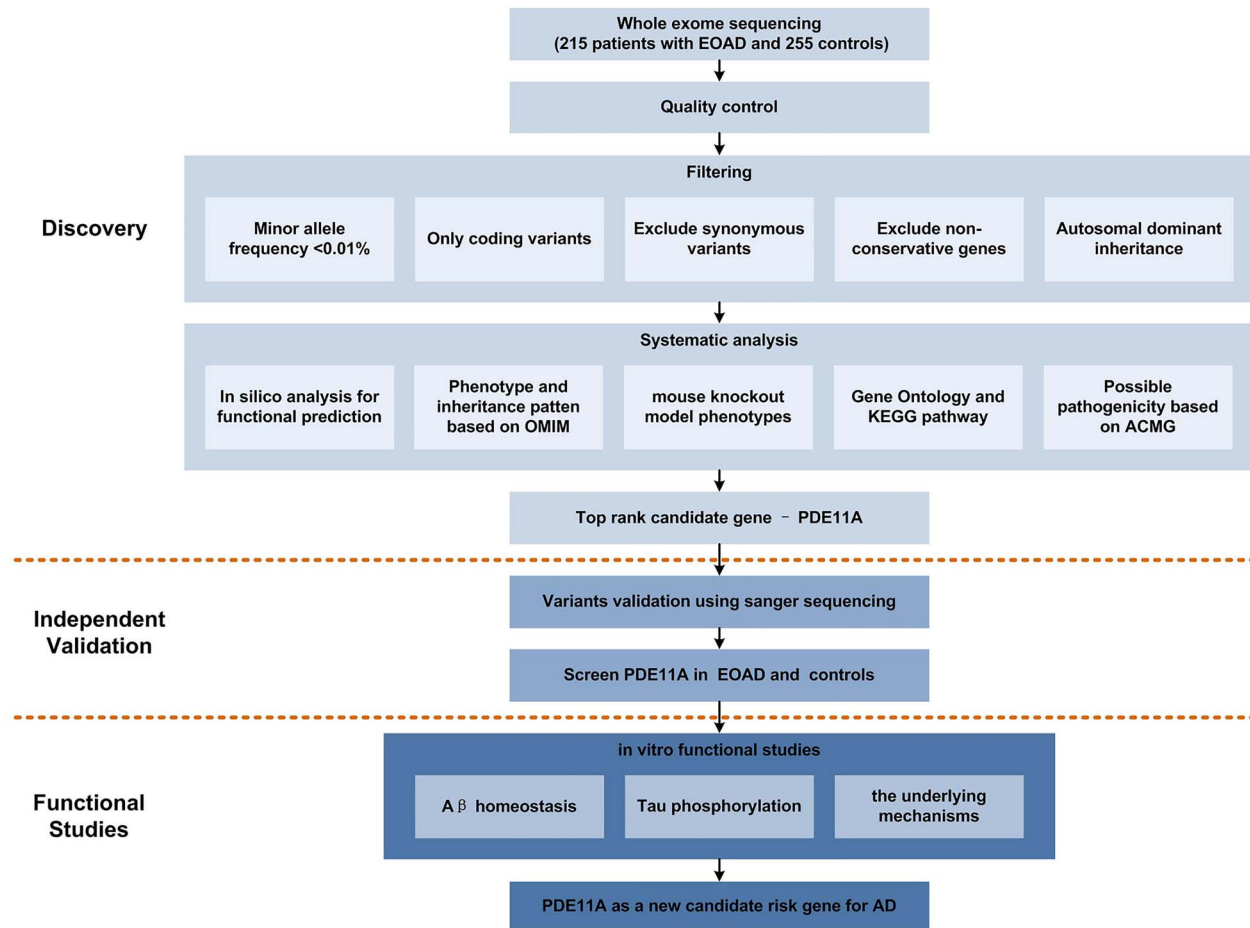 Whole exome sequencing
(215 patients with EOAD and 255 controls)
Quality control
Discovery
Filtering
Minor allele
frequency <0.01%
Only coding variants
Exclude synonymous
variants
Exclude non-
conservative genes
Autosomal dominant
inheritance
Systematic analysis
In silico analysis for
functional prediction
Phenotype and
inheritance patten
based on OMIM
mouse knockout
model phenotypes
Gene Ontology and
KEGG pathway
Possible
pathogenicity based
on ACMG
Top rank candidate gene - PDE11A
Independent
Validation
Variants validation using sanger sequencing
Screen PDE11A in EOAD and controls
Functional
Studies
in vitro functional studies
Aβ homeostasis
Tau phosphorylation
the underlying
mechanisms
PDE11A as a new candidate risk gene for AD